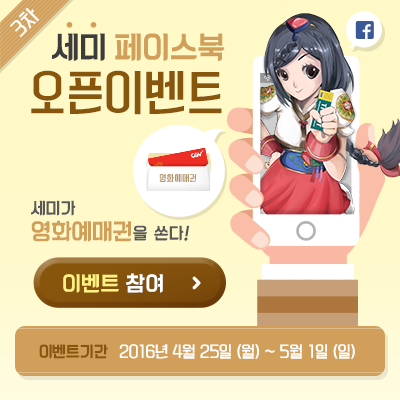 3차
세미 페이스북
오픈이벤트
CGV
영화예매권
세미가
영화예매권을 쏜다!
이벤트 참여
이벤트기간 2016년 4월 25일 (월) ~ 5월 1일 (일)